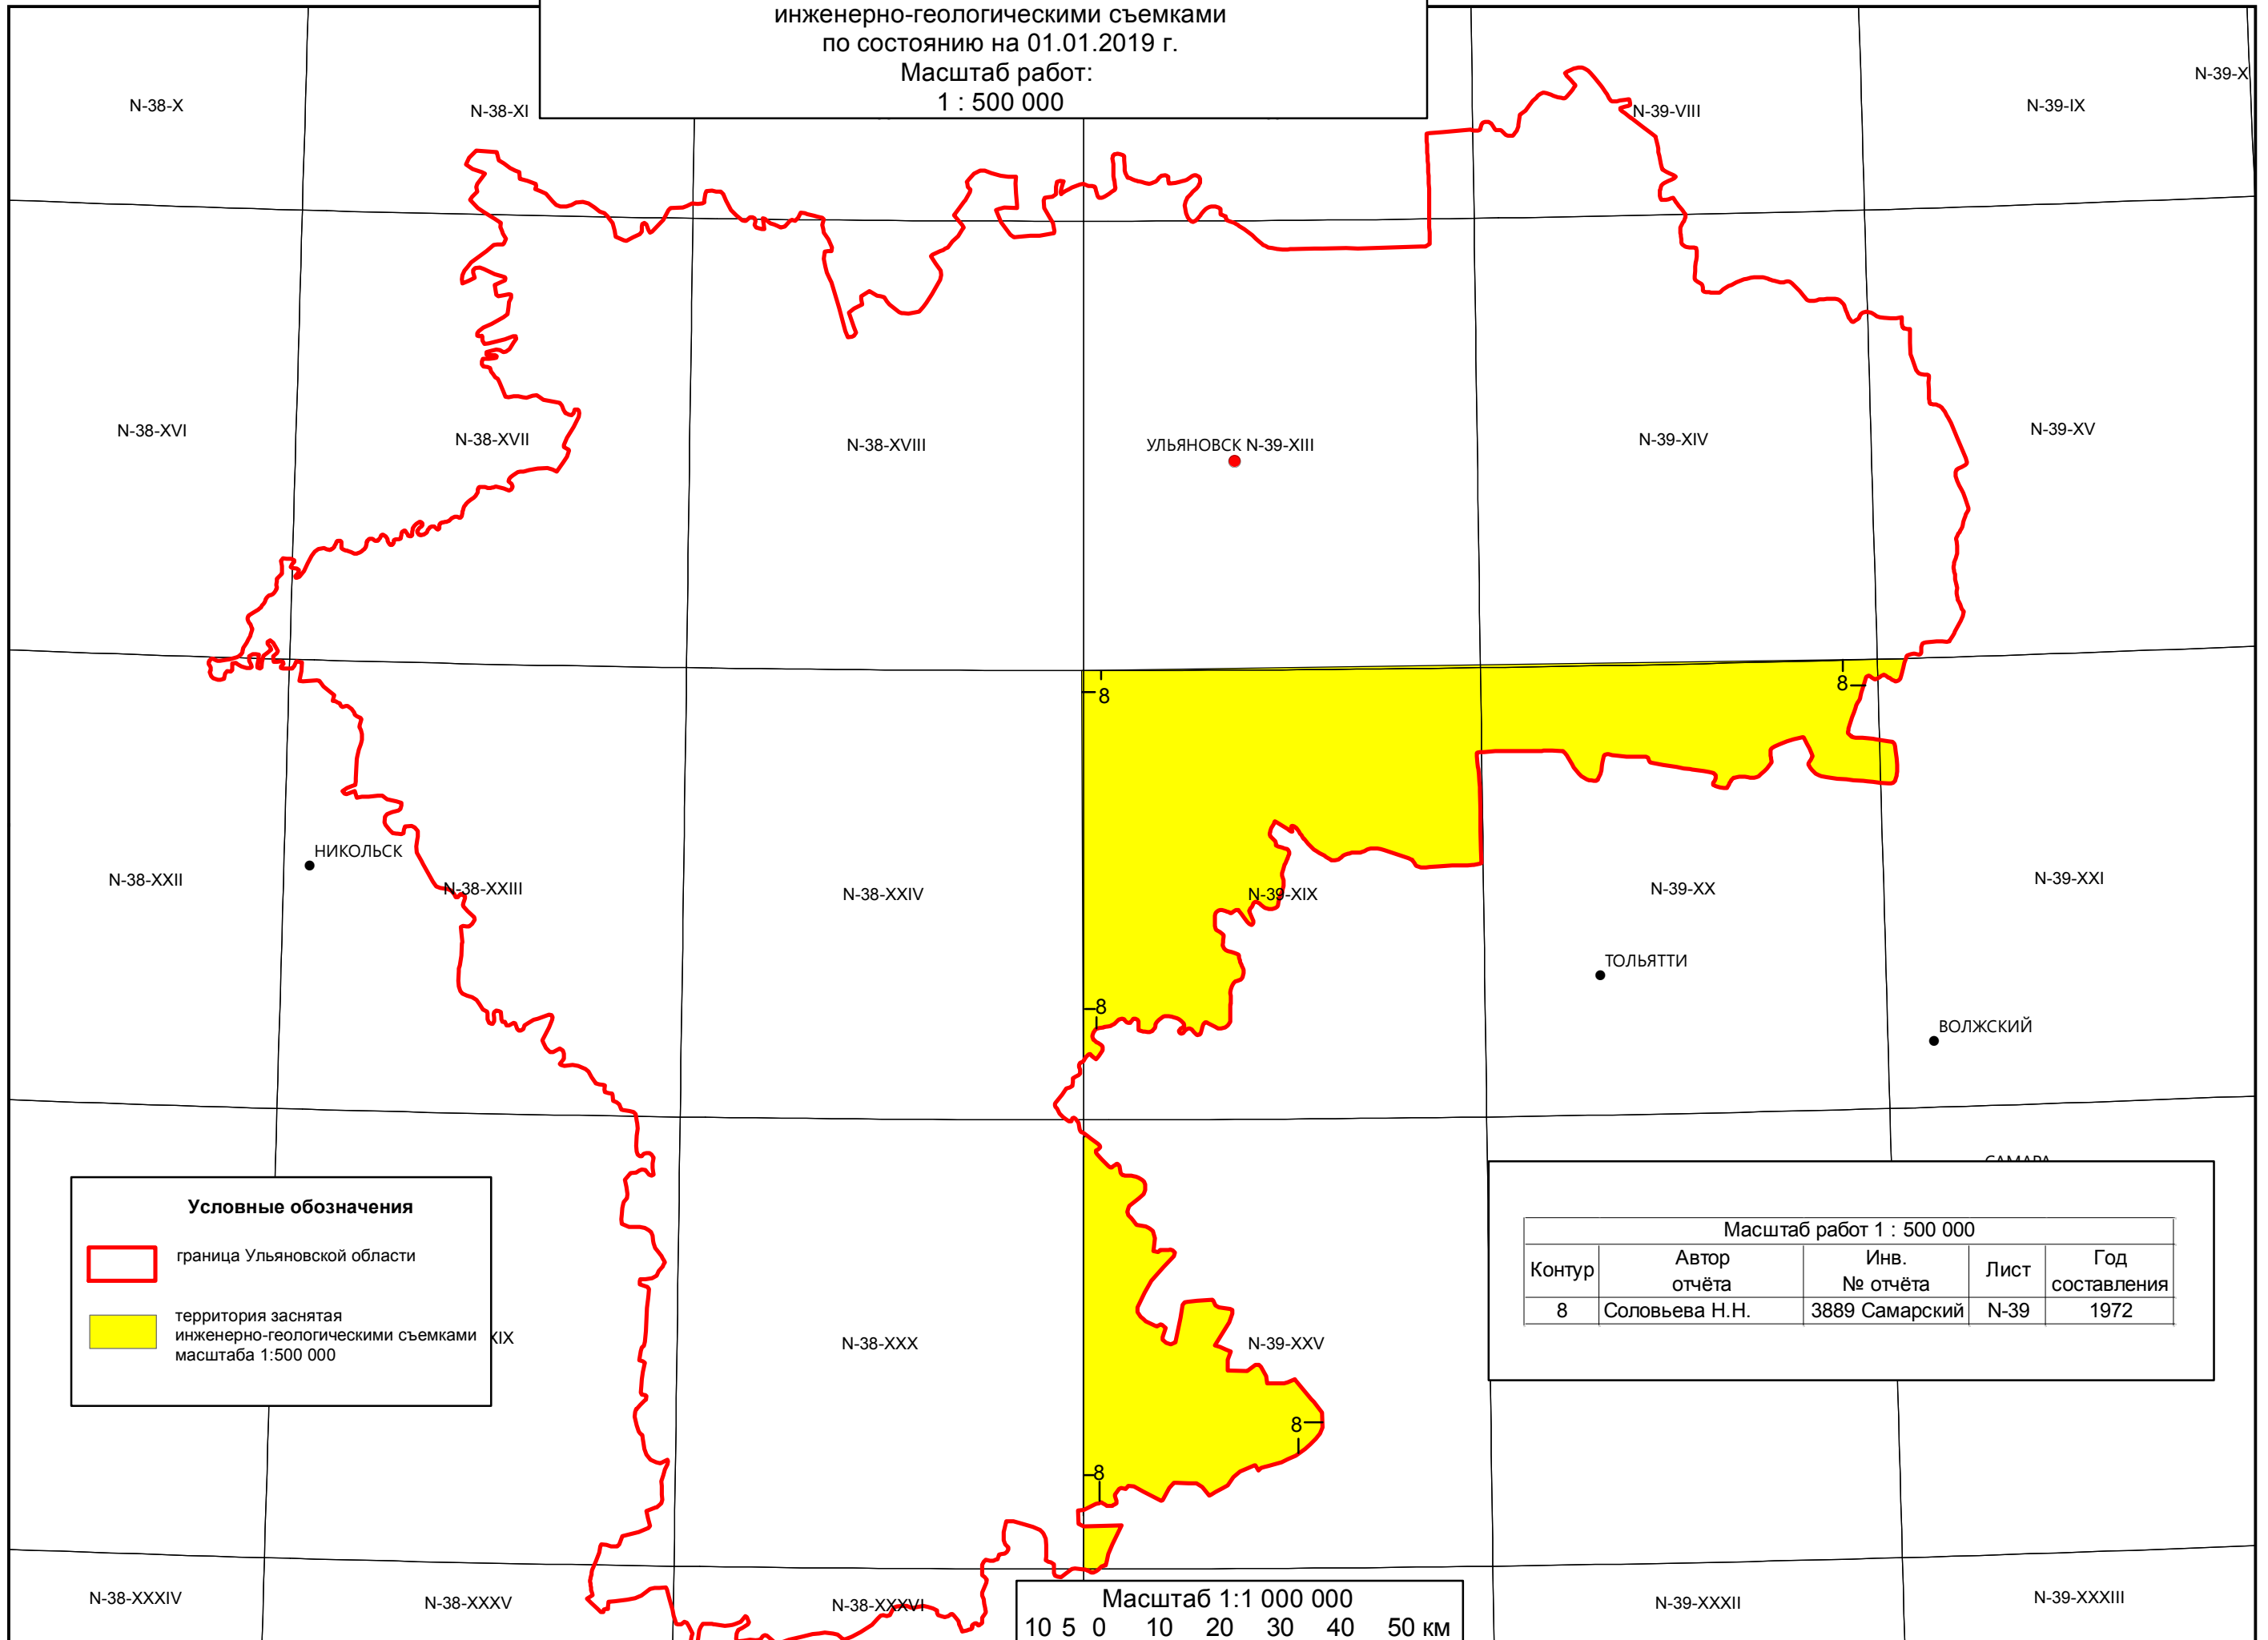 инженерно-геологическими съемками
по состоянию на 01.01.2019 г.
Масштаб работ:
1 : 500 000
N-38-X
N-38-XI
N-39-VIII
N-39-IX
N-39-X
N-38-XVI
N-38-XVII
N-38-XVIII
УЛЬЯНОВСК N-39-XIII
N-39-XIV
N-39-XV
8
8
НИКОЛЬСК
N-38-XXII
N-38-XXIII
N-38-XXIV
N-39-XIX
N-39-XX
N-39-XXI
ТОЛЬЯТТИ
8
ВОЛЖСКИЙ
САМАРА
Условные обозначения
граница Ульяновской области
территория заснятая
инженерно-геологическими съемками
масштаба 1:500 000
XIX
N-38-XXX
N-39-XXV
8
8
Масштаб работ 1 : 500 000
Контур Автор отчёта Инв. № отчёта Лист Год составления
8 Соловьева Н.Н. 3889 Самарский N-39 1972
N-38-XXXIV
N-38-XXXV
N-38-XXXVI
N-39-XXXII
N-39-XXXIII
Масштаб 1:1 000 000
10 5 0 10 20 30 40 50 км